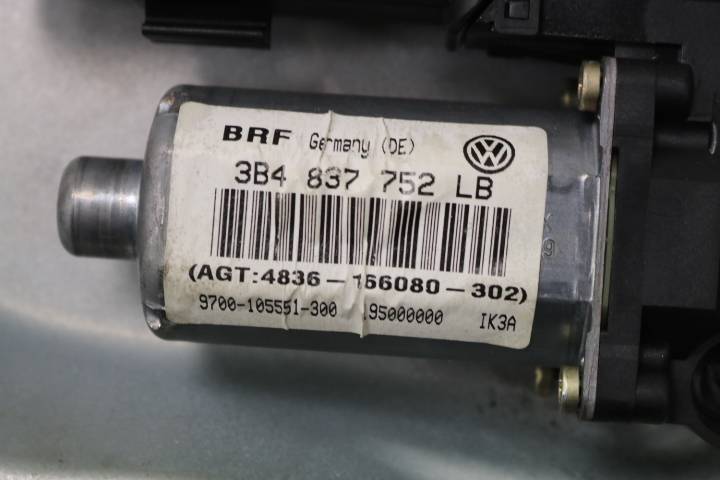 BRF Germany (DE)
3B4 837 752 LB
(AGT:4836-166080-302)
9700-105551-300 .95000000 IK3A